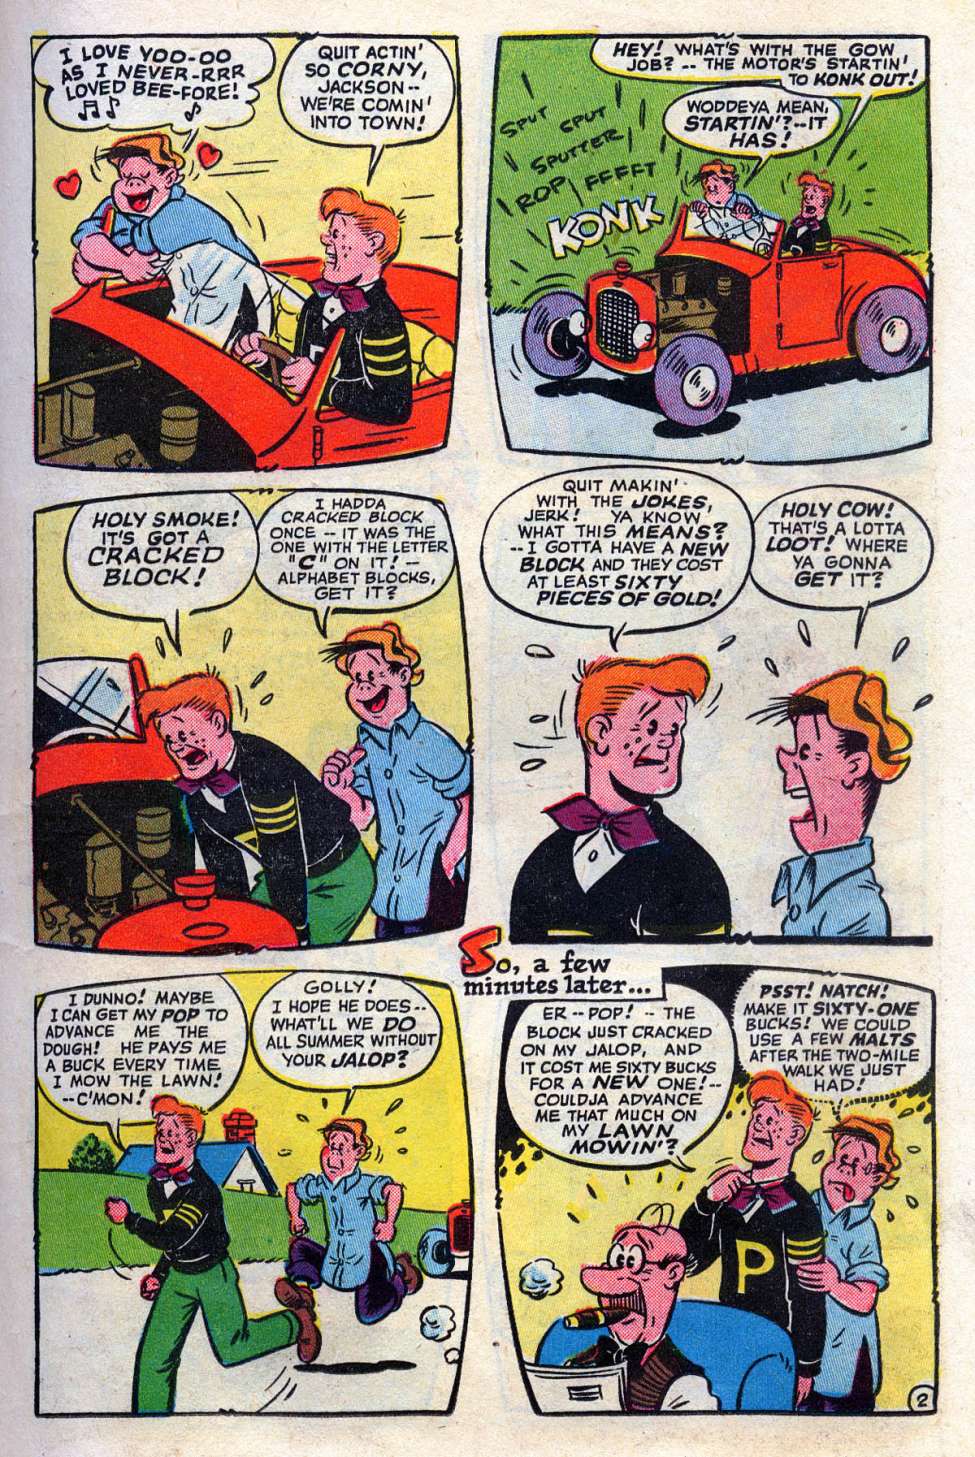 I LOVE YOO-OO
AS I NEVER-RRR
LOVED BEE-FORE!
QUIT ACTIN'
SO CORNY,
JACKSON--
WE'RE COMIN'
INTO TOWN!
HEY! WHAT'S WITH THE GOW
JOB? -- THE MOTOR'S STARTIN'
TO KONK OUT!
WODDEYA MEAN,
STARTIN'?--IT
HAS!
SPUT
SPUT
SPUTTER
POP
FFFFT
KONK
HOLY SMOKE!
IT'S GOT A
CRACKED
BLOCK!
I HADDA
CRACKED BLOCK
ONCE -- IT WAS THE
ONE WITH THE LETTER
"C" ON IT! --
ALPHABET BLOCKS,
GET IT?
QUIT MAKIN'
WITH THE JOKES,
JERK! YA KNOW
WHAT THIS MEANS?
-- I GOTTA HAVE A NEW
BLOCK AND THEY COST
AT LEAST SIXTY
PIECES OF GOLD!
HOLY COW!
THAT'S A LOTTA
LOOT! WHERE
YA GONNA
GET IT?
I DUNNO! MAYBE
I CAN GET MY POP TO
ADVANCE ME THE
DOUGH! HE PAYS ME
A BUCK EVERY TIME
I MOW THE LAWN!
--C'MON!
GOLLY!
I HOPE HE DOES--
WHAT'LL WE DO
ALL SUMMER WITHOUT
YOUR JALOP?
So, a few
minutes later...
ER -- POP! -- THE
BLOCK JUST CRACKED
ON MY JALOP, AND
IT COST ME SIXTY BUCKS
FOR A NEW ONE!--
COULDJA ADVANCE
ME THAT MUCH ON
MY LAWN
MOWIN'?
PSST! NATCH!
MAKE IT SIXTY-ONE
BUCKS! WE COULD
USE A FEW MALTS
AFTER THE TWO-MILE
WALK WE JUST
HAD!
P
2